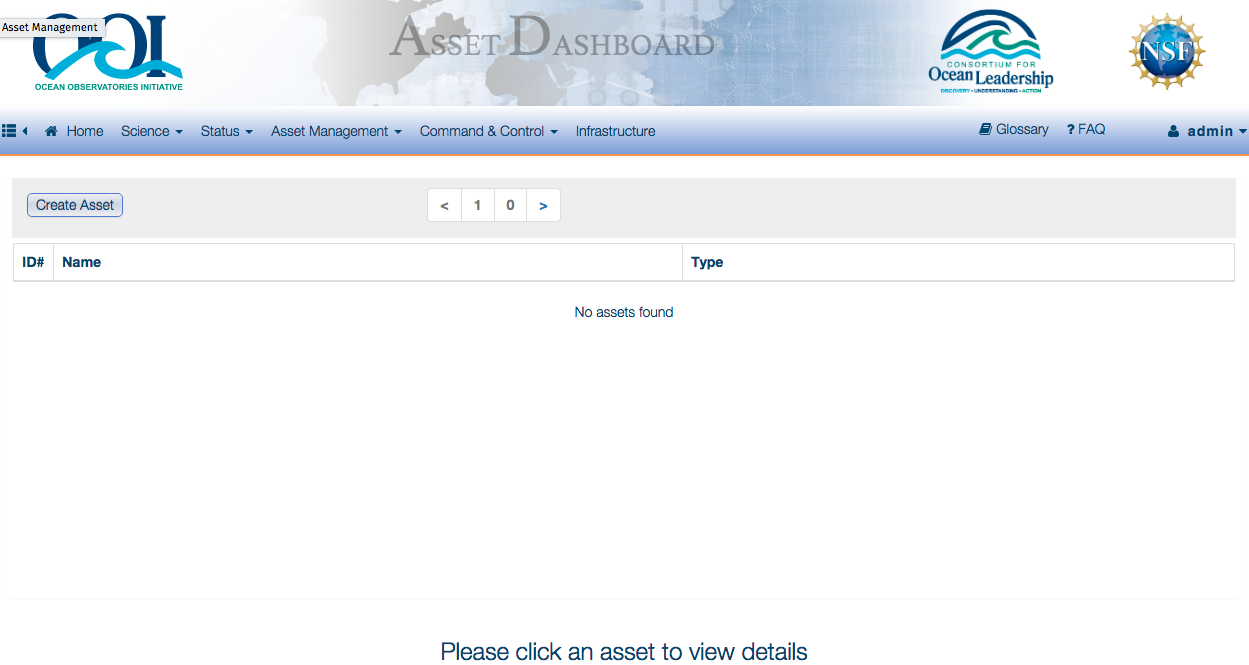 Asset Management
OOI
OCEAN OBSERVATORIES INITIATIVE
ASSET DASHBOARD
CONSORTIUM FOR
Ocean Leadership
DISCOVERY • UNDERSTANDING • ACTION
NSF
Home Science Status Asset Management Command & Control Infrastructure Glossary ? FAQ admin
Create Asset < 1 0 >
ID# Name Type
No assets found
Please click an asset to view details